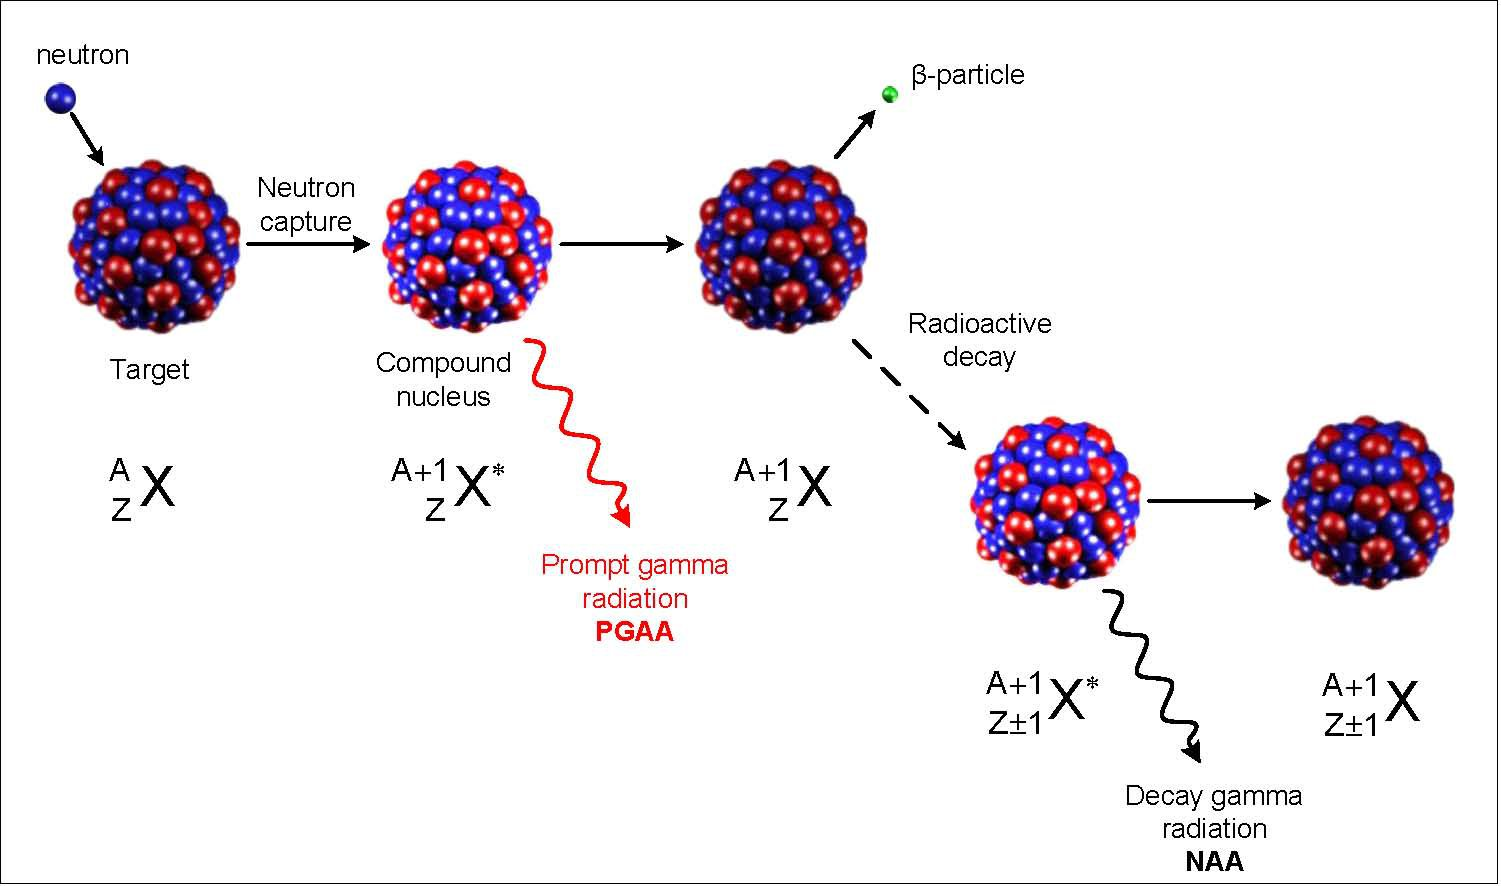 neutron
β-particle
Neutron
capture
Radioactive
decay
Target
Compound
nucleus
A
Z X
A+1
Z X*
A+1
Z X
Prompt gamma
radiation
PGAA
A+1
Z±1 X*
A+1
Z±1 X
Decay gamma
radiation
NAA